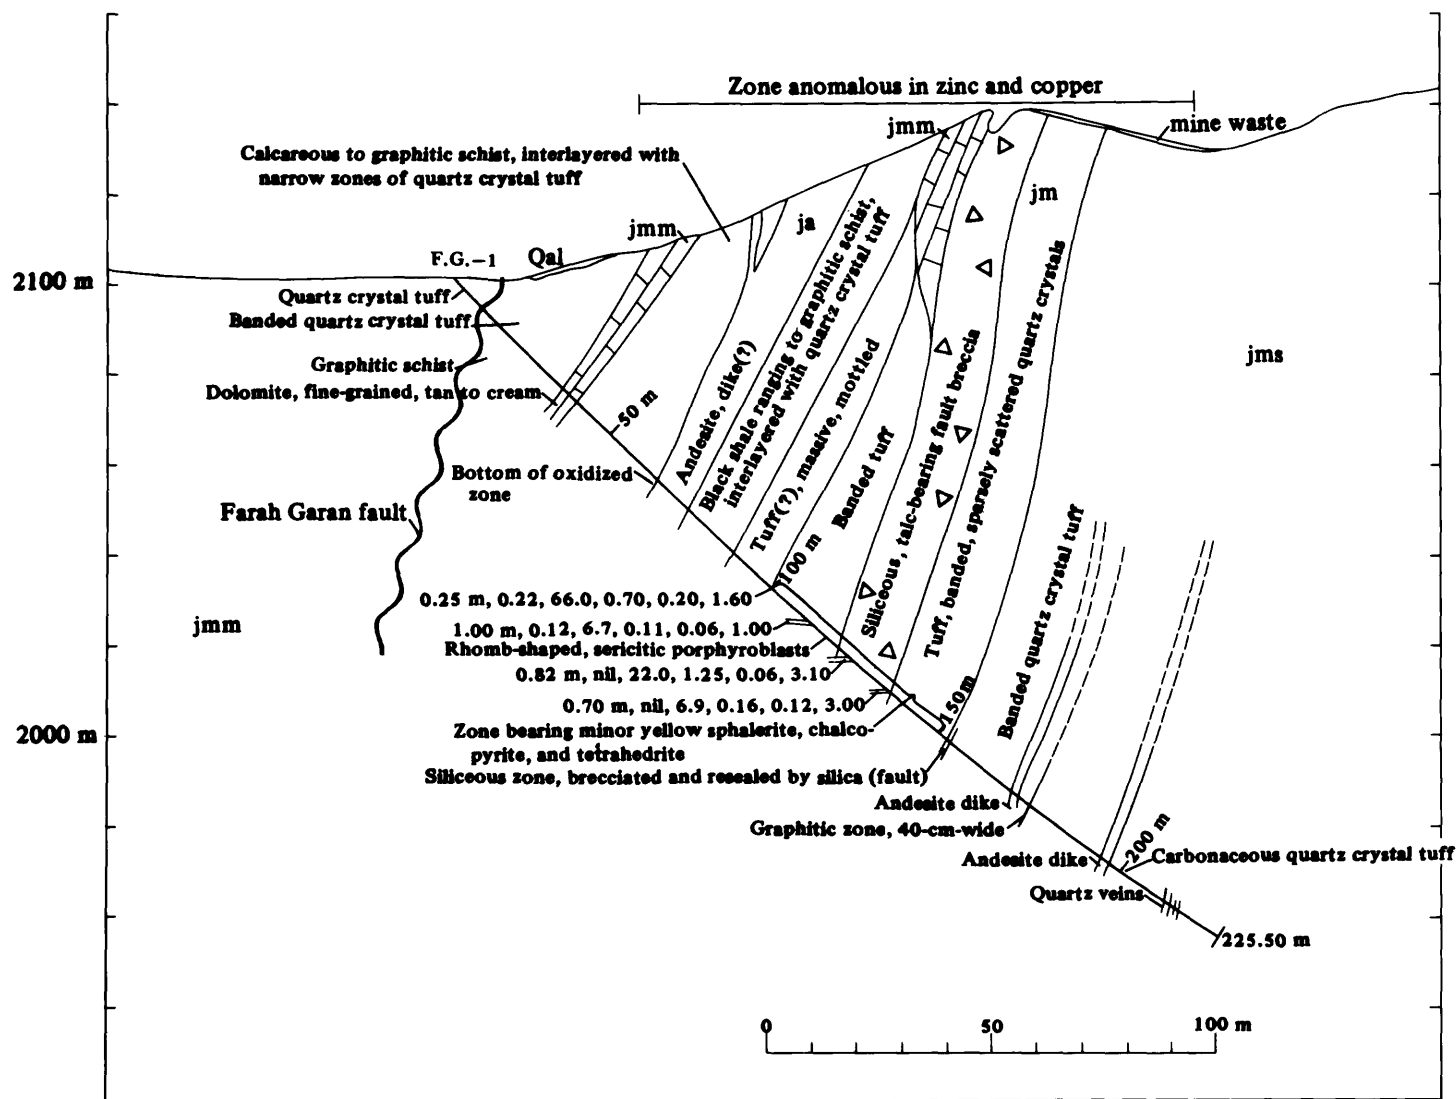 Zone anomalous in zinc and copper
jmm
mine waste
Calcareous to graphitic schist, interlayered with
narrow zones of quartz crystal tuff
jm
ja
jmm
F.G.-1
Qal
2100 m
Quartz crystal tuff
Banded quartz crystal tuff
Graphitic schist
Dolomite, fine-grained, tan to cream
jms
50 m
Andesite, dike(?)
Black shale ranging to graphitic schist,
interlayered with quartz crystal tuff
Tuff(?), massive, mottled
Banded tuff
Siliceous, talc-bearing fault breccia
Tuff, banded, sparsely scattered quartz crystals
Banded quartz crystal tuff
Bottom of oxidized
zone
Farah Garan fault
100 m
0.25 m, 0.22, 66.0, 0.70, 0.20, 1.60
jmm
1.00 m, 0.12, 6.7, 0.11, 0.06, 1.00
Rhomb-shaped, sericitic porphyroblasts
0.82 m, nil, 22.0, 1.25, 0.06, 3.10
0.70 m, nil, 6.9, 0.16, 0.12, 3.00
150 m
2000 m
Zone bearing minor yellow sphalerite, chalco-
pyrite, and tetrahedrite
Siliceous zone, brecciated and resealed by silica (fault)
Andesite dike
Graphitic zone, 40-cm-wide
200 m
Andesite dike
Carbonaceous quartz crystal tuff
Quartz veins
225.50 m
0 50 100 m